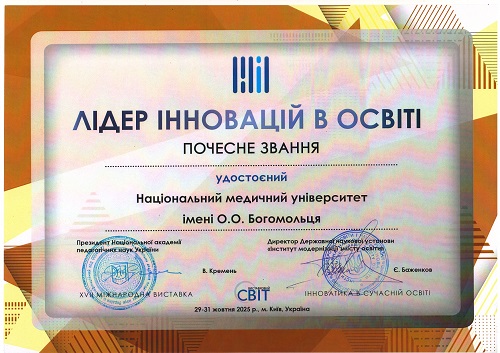 ЛІДЕР ІННОВАЦІЙ В ОСВІТІ
ПОЧЕСНЕ ЗВАННЯ
удостоєний
Національний медичний університет
імені О.О. Богомольця
Президент Національної академії
педагогічних наук України
Директор Державної наукової установи
«Інститут модернізації змісту освіти»
В. Кремень
Є. Баженков
XVII МІЖНАРОДНА ВИСТАВКА
СВІТ
ІННОВАТИКА В СУЧАСНІЙ ОСВІТІ
29-31 жовтня 2025 р., м. Київ, Україна